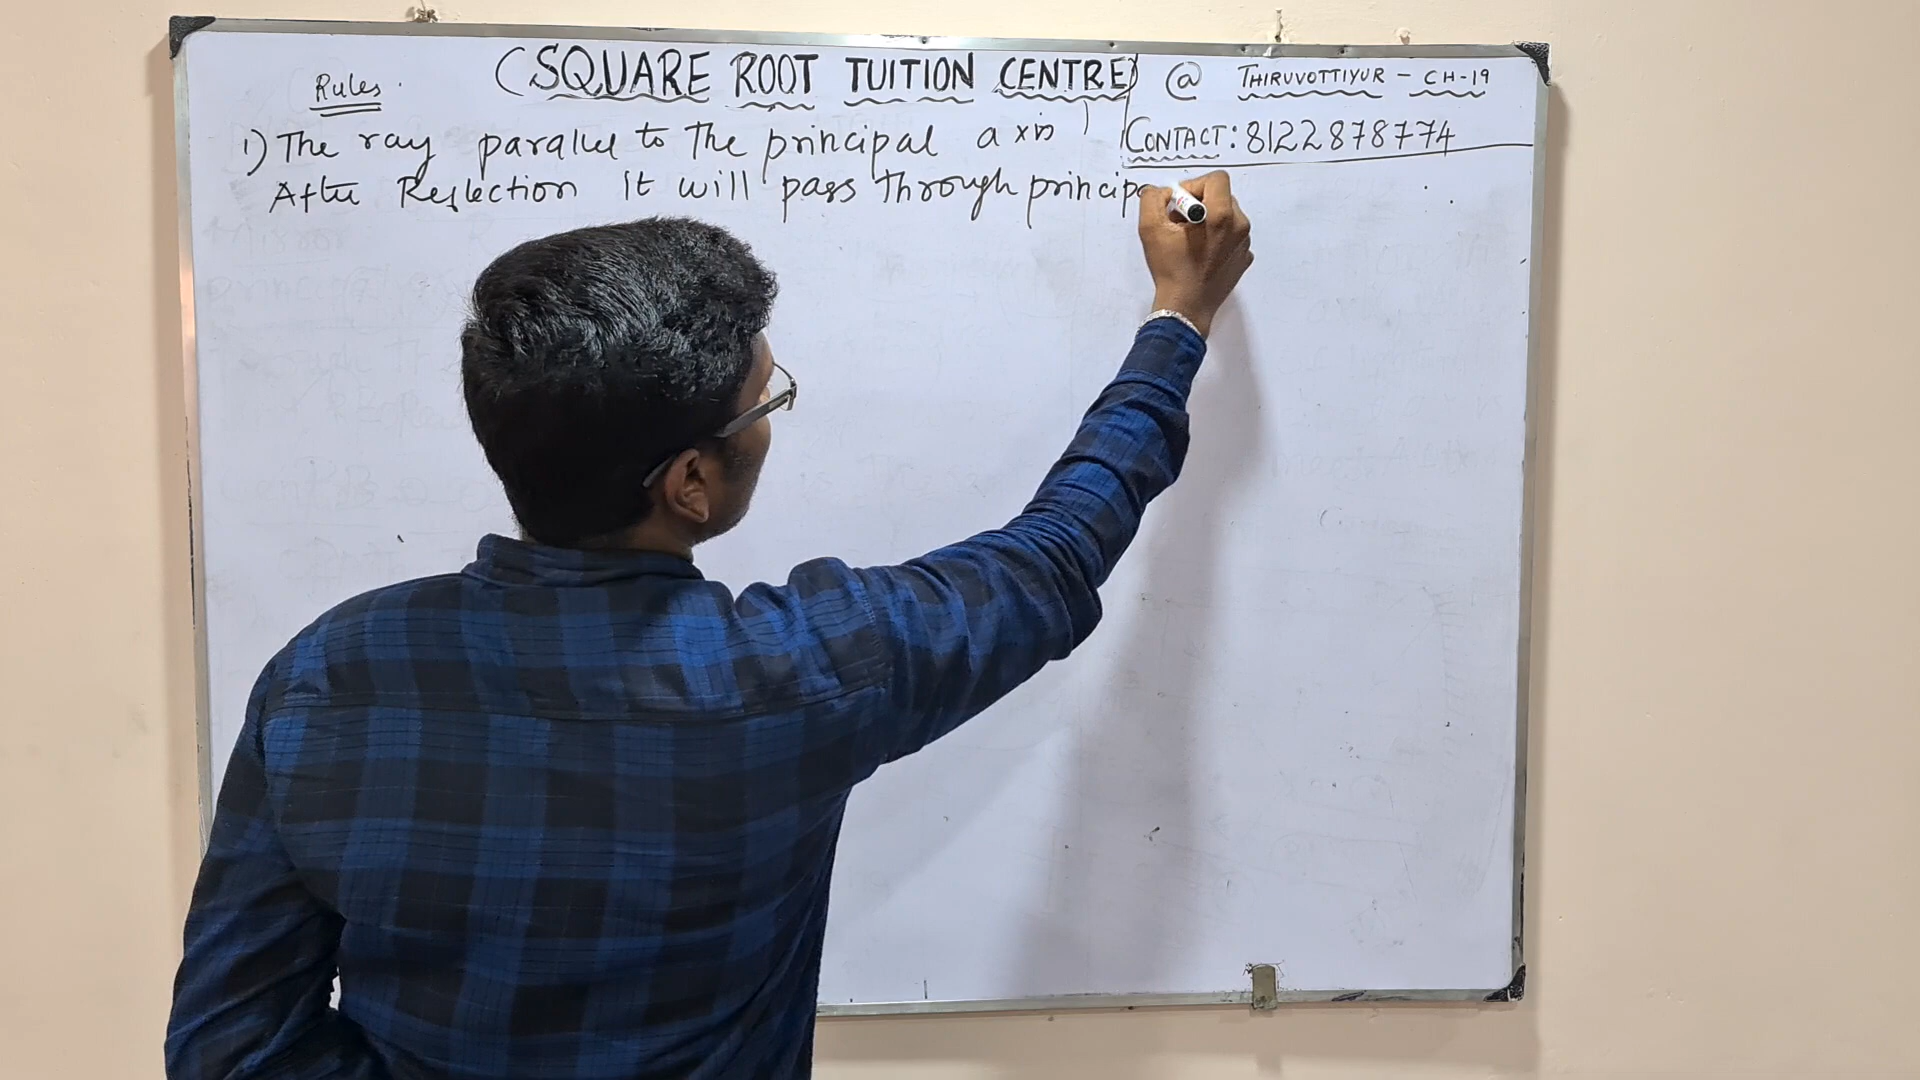 Rules.
(SQUARE ROOT TUITION CENTRE) @ THIRUVOTTIYUR - CH-19
CONTACT: 8122878774
1) The ray parallel to the principal axis
After Reflection It will pass through princip